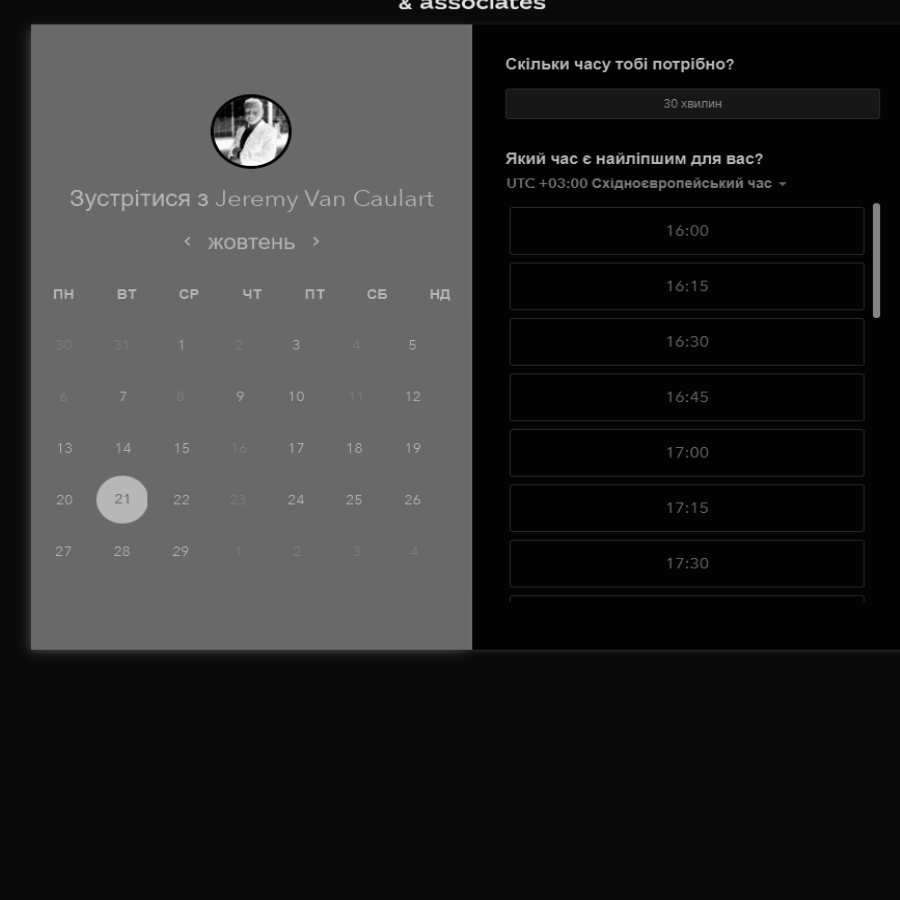 & associates
Зустрітися з Jeremy Van Caulart
жовтень
ПН ВТ СР ЧТ ПТ СБ НД
30 31 1 2 3 4 5
6 7 8 9 10 11 12
13 14 15 16 17 18 19
20 21 22 23 24 25 26
27 28 29 1 2 3 4
Скільки часу тобі потрібно?
30 хвилин
Який час є найліпшим для вас?
UTC +03:00 Східноєвропейський час
16:00
16:15
16:30
16:45
17:00
17:15
17:30